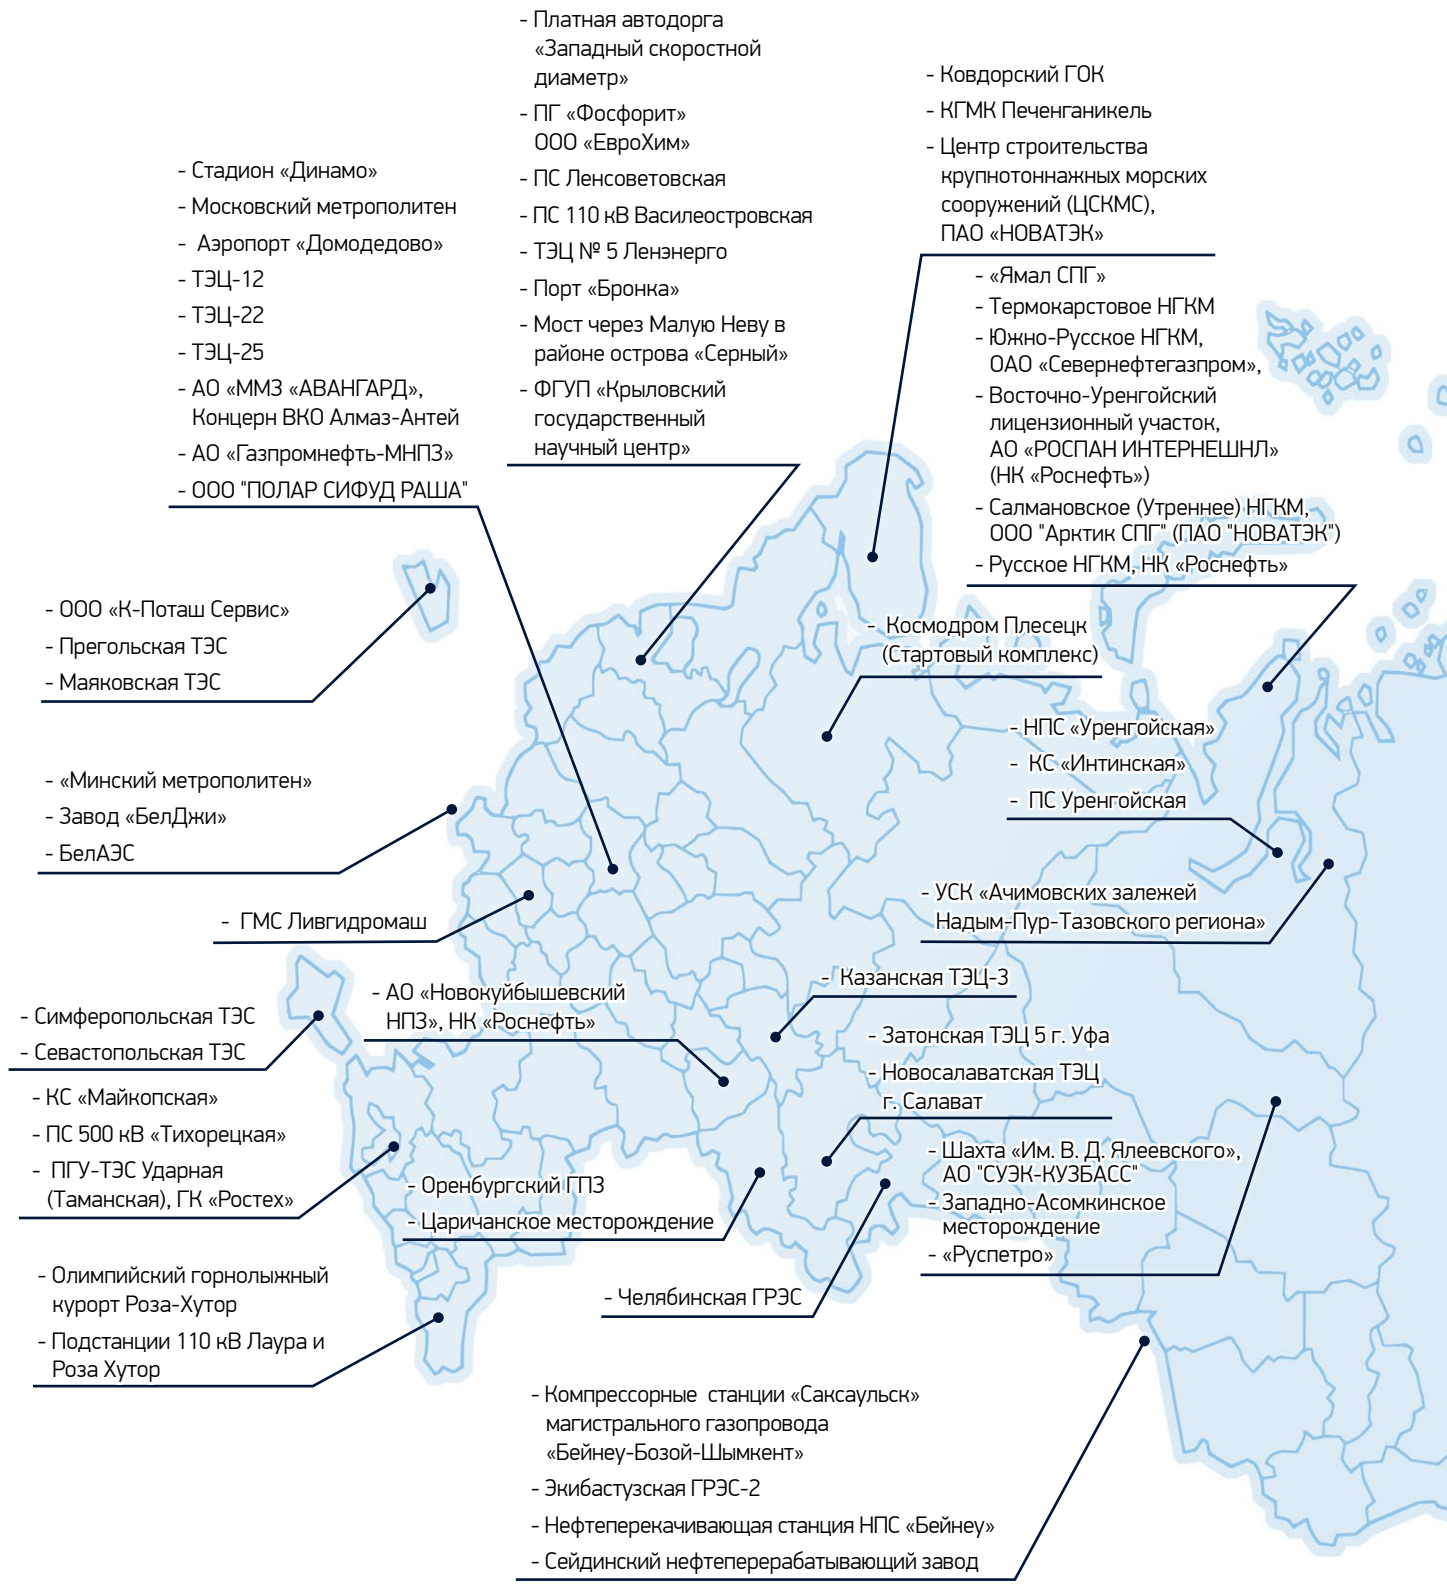 - Платная автодорга
«Западный скоростной
диаметр»
- ПГ «Фосфорит»
ООО «ЕвроХим»
- ПС Ленсоветовская
- ПС 110 кВ Василеостровская
- ТЭЦ № 5 Ленэнерго
- Порт «Бронка»
- Мост через Малую Неву в
районе острова «Серный»
- ФГУП «Крыловский
государственный
научный центр»
- Ковдорский ГОК
- КГМК Печенганикель
- Центр строительства
крупнотоннажных морских
сооружений (ЦСКМС),
ПАО «НОВАТЭК»
- Стадион «Динамо»
- Московский метрополитен
- Аэропорт «Домодедово»
- ТЭЦ-12
- ТЭЦ-22
- ТЭЦ-25
- АО «ММЗ «АВАНГАРД»,
Концерн ВКО Алмаз-Антей
- АО «Газпромнефть-МНПЗ»
- ООО "ПОЛАР СИФУД РАША"
- «Ямал СПГ»
- Термокарстовое НГКМ
- Южно-Русское НГКМ,
ОАО «Севернефтегазпром»,
- Восточно-Уренгойский
лицензионный участок,
АО «РОСПАН ИНТЕРНЕШНЛ»
(НК «Роснефть»)
- Салмановское (Утреннее) НГКМ,
ООО "Арктик СПГ" (ПАО "НОВАТЭК")
- Русское НГКМ, НК «Роснефть»
- ООО «К-Поташ Сервис»
- Прегольская ТЭС
- Маяковская ТЭС
- Космодром Плесецк
(Стартовый комплекс)
- НПС «Уренгойская»
- КС «Интинская»
- ПС Уренгойская
- «Минский метрополитен»
- Завод «БелДжи»
- БелАЭС
- ГМС Ливгидромаш
- УСК «Ачимовских залежей
Надым-Пур-Тазовского региона»
- Казанская ТЭЦ-3
- АО «Новокуйбышевский
НПЗ», НК «Роснефть»
- Симферопольская ТЭС
- Севастопольская ТЭС
- Затонская ТЭЦ 5 г. Уфа
- Новосалаватская ТЭЦ
г. Салават
- КС «Майкопская»
- ПС 500 кВ «Тихорецкая»
- ПГУ-ТЭС Ударная
(Таманская), ГК «Ростех»
- Оренбургский ГПЗ
- Царичанское месторождение
- Шахта «Им. В. Д. Ялеевского»,
АО "СУЭК-КУЗБАСС"
- Западно-Асомкинское
месторождение
- «Руспетро»
- Олимпийский горнолыжный
курорт Роза-Хутор
- Подстанции 110 кВ Лаура и
Роза Хутор
- Челябинская ГРЭС
- Компрессорные станции «Саксаульск»
магистрального газопровода
«Бейнеу-Бозой-Шымкент»
- Экибастузская ГРЭС-2
- Нефтеперекачивающая станция НПС «Бейнеу»
- Сейдинский нефтеперерабатывающий завод